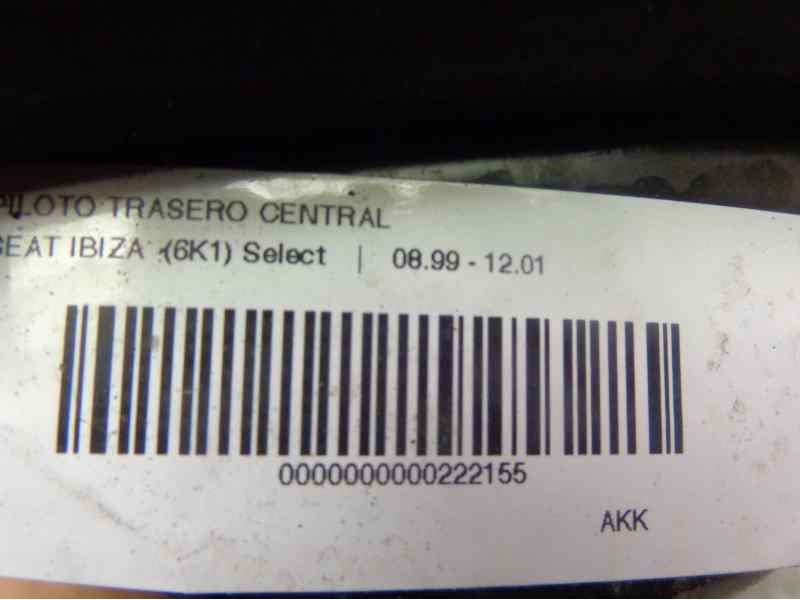 PILOTO TRASERO CENTRAL
SEAT IBIZA (6K1) Select | 08.99 - 12.01
0000000000222155
AKK